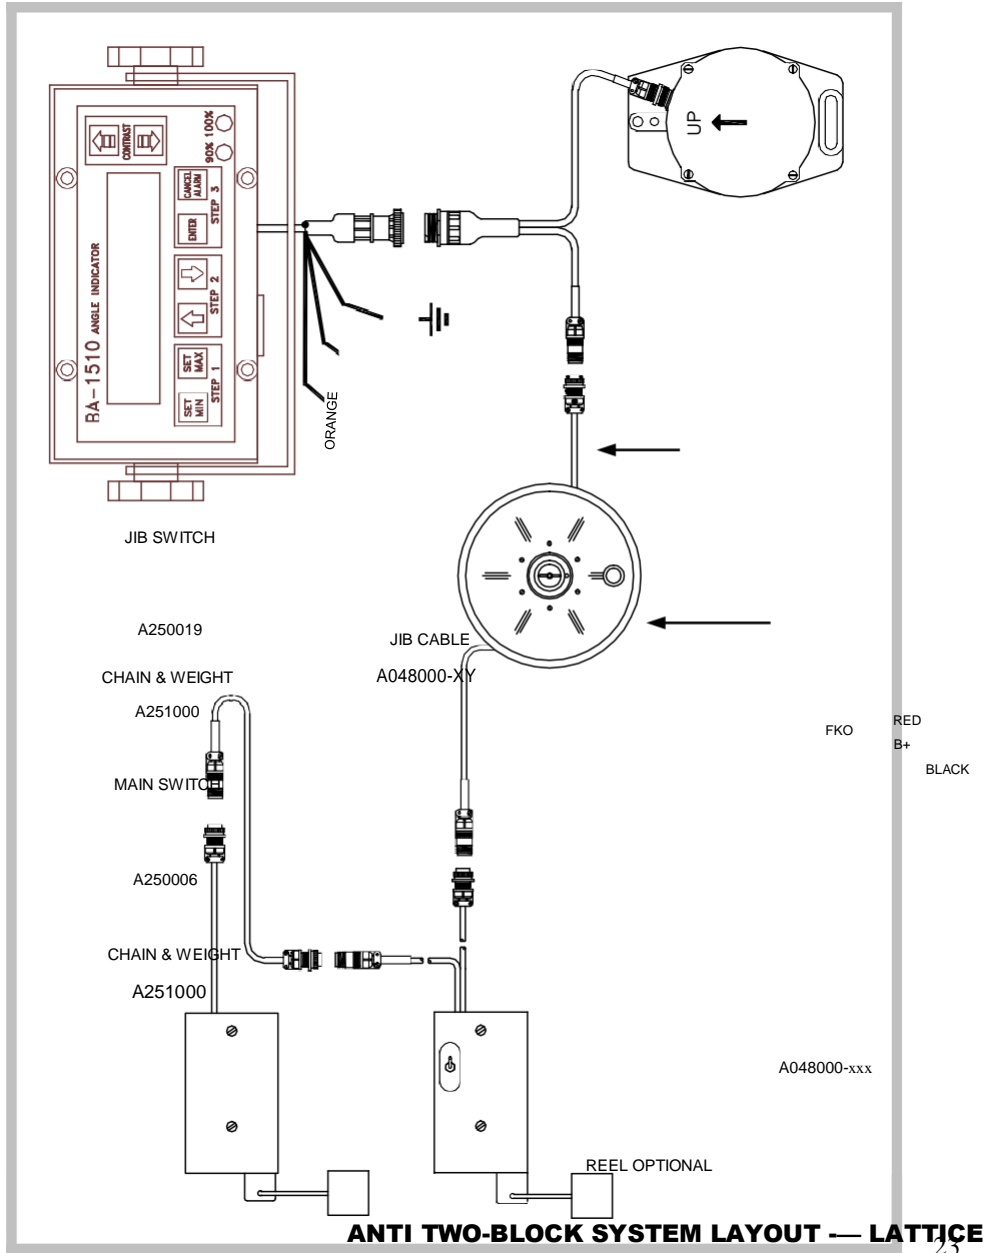 CONTRAST
90% 100%
CANCEL ALARM
ENTER
STEP 3
STEP 2
SET MAX
SET MIN
STEP 1
BA-1510 ANGLE INDICATOR
UP
ORANGE
JIB SWITCH
A250019
JIB CABLE
CHAIN & WEIGHT
A048000-XY
A251000
FKO
RED
B+
BLACK
MAIN SWITCH
A250006
CHAIN & WEIGHT
A251000
A048000-xxx
REEL OPTIONAL
ANTI TWO-BLOCK SYSTEM LAYOUT -— LATTICE
23